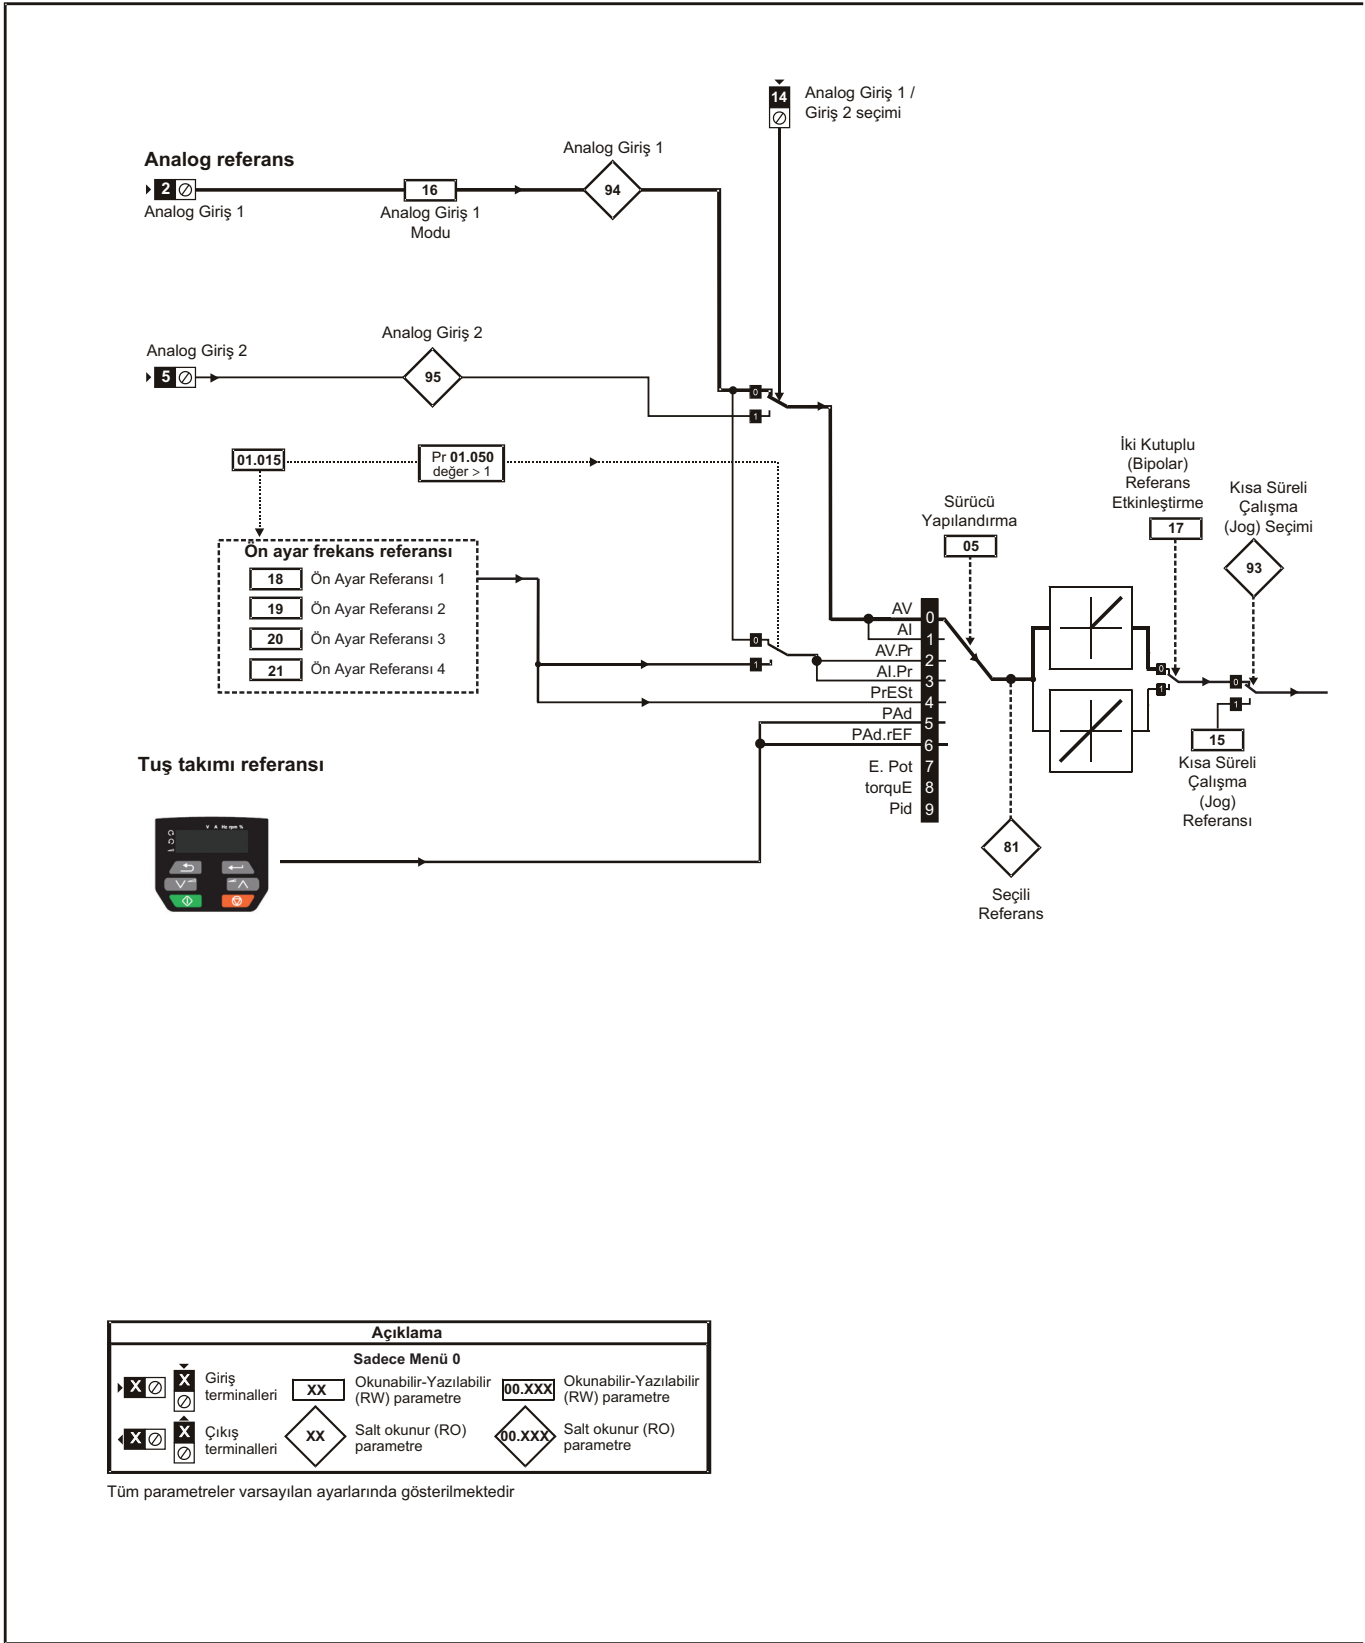 14
Analog Giriş 1 /
Giriş 2 seçimi
Analog referans
Analog Giriş 1
2
16
94
Analog Giriş 1
Analog Giriş 1
Modu
Analog Giriş 2
Analog Giriş 2
5
95
0
1
01.015
Pr 01.050
değer > 1
Ön ayar frekans referansı
18 Ön Ayar Referansı 1
19 Ön Ayar Referansı 2
20 Ön Ayar Referansı 3
21 Ön Ayar Referansı 4
0
1
Sürücü
Yapılandırma
05
İki Kutuplu
(Bipolar)
Referans
Etkinleştirme
17
Kısa Süreli
Çalışma
(Jog) Seçimi
93
AV 0
AI 1
AV.Pr 2
AI.Pr 3
PrESt 4
PAd 5
PAd.rEF 6
E. Pot 7
torquE 8
Pid 9
0
1
0
1
15
Kısa Süreli
Çalışma
(Jog)
Referansı
81
Seçili
Referans
Tuş takımı referansı
V A Hz rpm %
Açıklama
Sadece Menü 0
X X Giriş
terminalleri
XX Okunabilir-Yazılabilir
(RW) parametre
00.XXX Okunabilir-Yazılabilir
(RW) parametre
X X Çıkış
terminalleri
XX Salt okunur (RO)
parametre
00.XXX Salt okunur (RO)
parametre
Tüm parametreler varsayılan ayarlarında gösterilmektedir